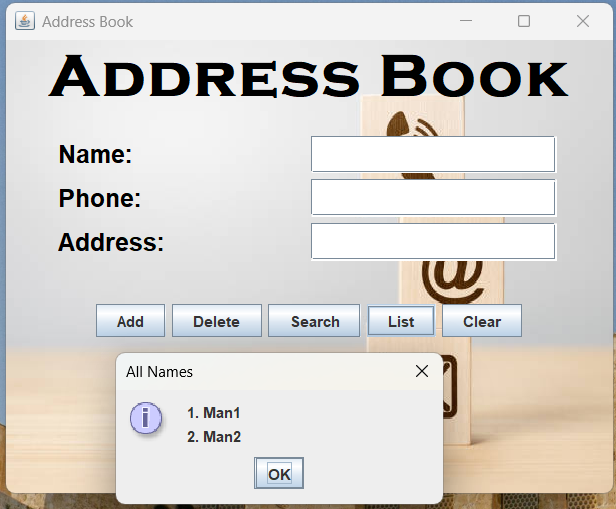 Address Book
Address Book
Name:
Phone:
Address:
Add Delete Search List Clear
All Names
1. Man1
2. Man2
OK